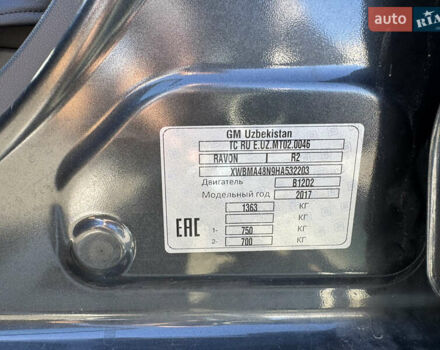 auto RIA
GM Uzbekistan
TC RU E.UZ.MT02.0046
RAVON R2
XWBMA48N9HA532203
Двигатель B12D2
Модельный год 2017
1363 КГ
КГ
EAC 1- 750 КГ
2- 700 КГ